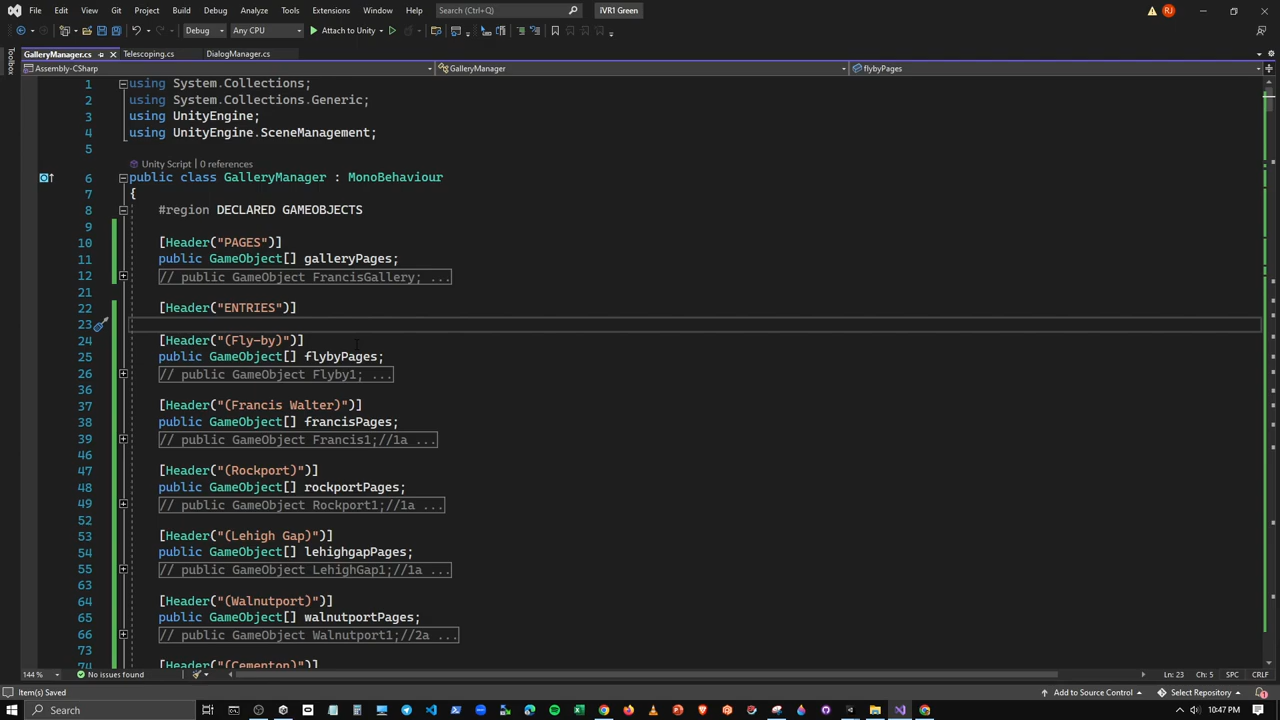 File Edit View Git Project Build Debug Analyze Tools Extensions Window Help Search (Ctrl+Q) iVR1 Green RJ
Debug Any CPU Attach to Unity
Toolbox
GalleryManager.cs Telescoping.cs DialogManager.cs
Assembly-CSharp GalleryManager flybyPages
1 using System.Collections;
2 using System.Collections.Generic;
3 using UnityEngine;
4 using UnityEngine.SceneManagement;
5
Unity Script | 0 references
6 public class GalleryManager : MonoBehaviour
7 {
8 #region DECLARED GAMEOBJECTS
9
10 [Header("PAGES")]
11 public GameObject[] galleryPages;
12 // public GameObject FrancisGallery; ...
21
22 [Header("ENTRIES")]
23
24 [Header("(Fly-by)")]
25 public GameObject[] flybyPages;
26 // public GameObject Flyby1; ...
36
37 [Header("(Francis Walter)")]
38 public GameObject[] francisPages;
39 // public GameObject Francis1;//1a ...
46
47 [Header("(Rockport)")]
48 public GameObject[] rockportPages;
49 // public GameObject Rockport1;//1a ...
52
53 [Header("(Lehigh Gap)")]
54 public GameObject[] lehighgapPages;
55 // public GameObject LehighGap1;//1a ...
63
64 [Header("(Walnutport)")]
65 public GameObject[] walnutportPages;
66 // public GameObject Walnutport1;//2a ...
73
74 [Header("(Cementon)")]
144 % No issues found Ln: 23 Ch: 5 SPC CRLF
Item(s) Saved Add to Source Control Select Repository 1
Search 10:47 PM